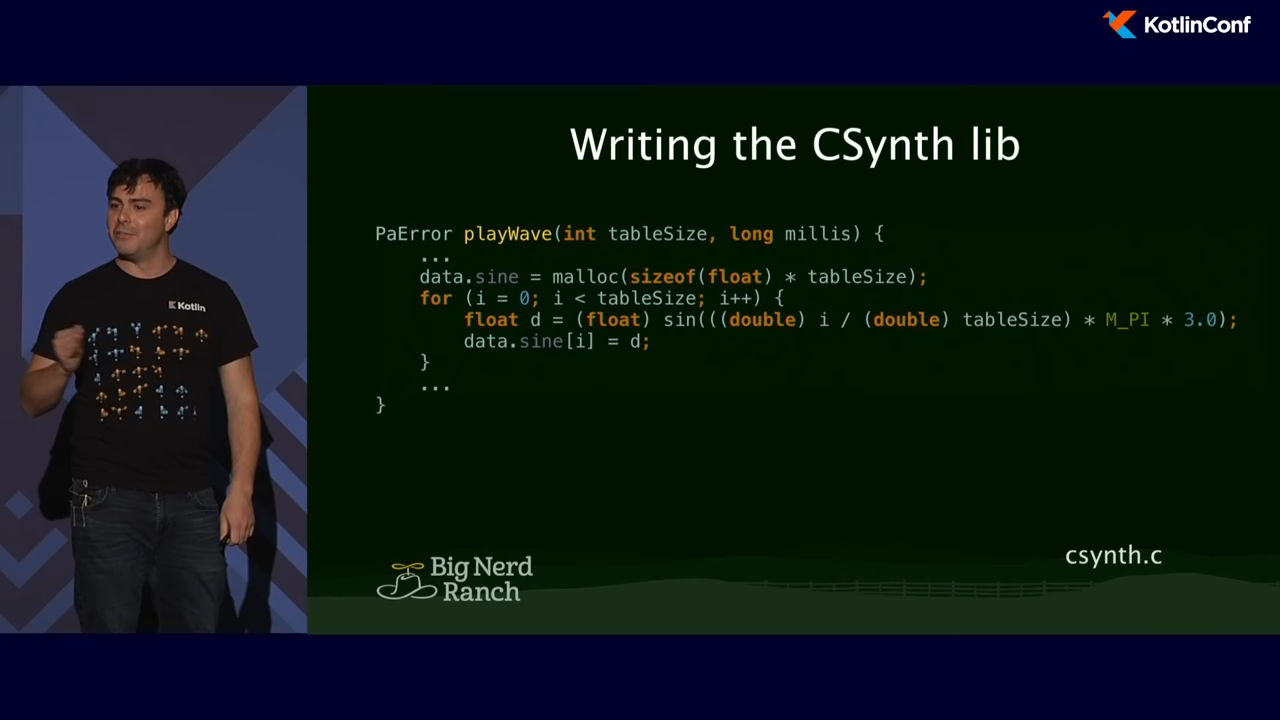 KotlinConf
Writing the CSynth lib
PaError playWave(int tableSize, long millis) {
...
data.sine = malloc(sizeof(float) * tableSize);
for (i = 0; i < tableSize; i++) {
float d = (float) sin(((double) i / (double) tableSize) * M_PI * 3.0);
data.sine[i] = d;
}
...
}
csynth.c
Big Nerd
Ranch
Kotlin